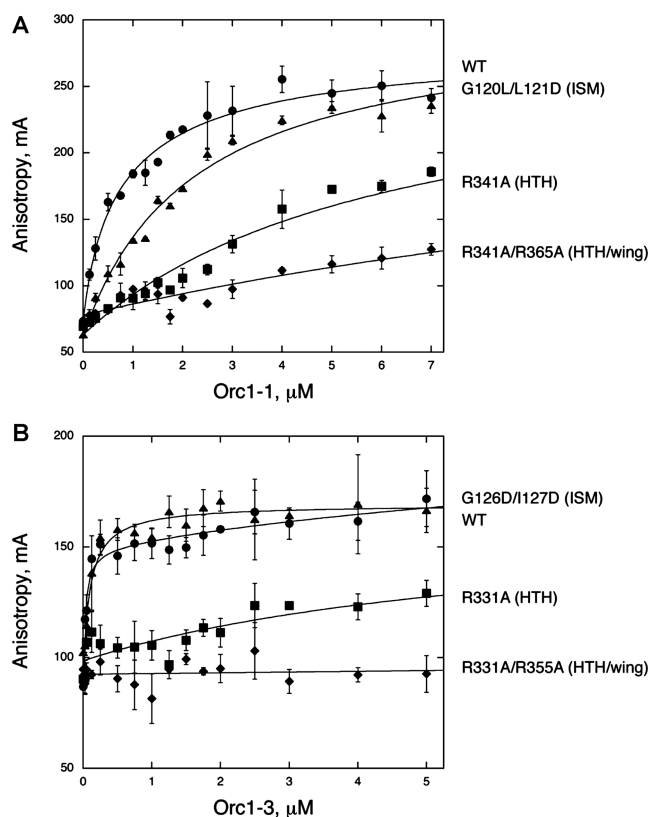 A
300
250
200
150
100
50
Anisotropy, mA
0 1 2 3 4 5 6 7
Orc1-1, μM
WT
G120L/L121D (ISM)
R341A (HTH)
R341A/R365A (HTH/wing)
B
200
150
100
50
Anisotropy, mA
0 1 2 3 4 5
Orc1-3, μM
G126D/I127D (ISM)
WT
R331A (HTH)
R331A/R355A (HTH/wing)